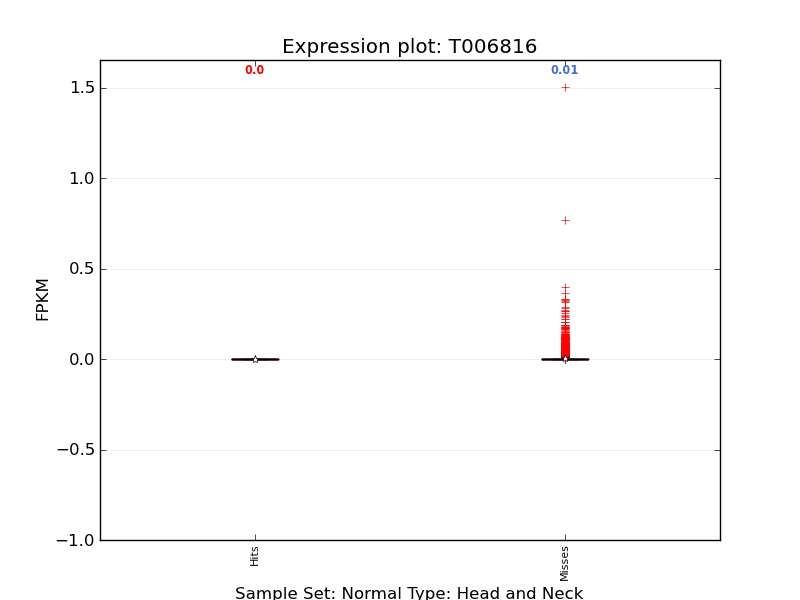 Expression plot: T006816
0.0 0.01
1.5
1.0
0.5
0.0
−0.5
−1.0
FPKM
Hits Misses
Sample Set: Normal Type: Head and Neck